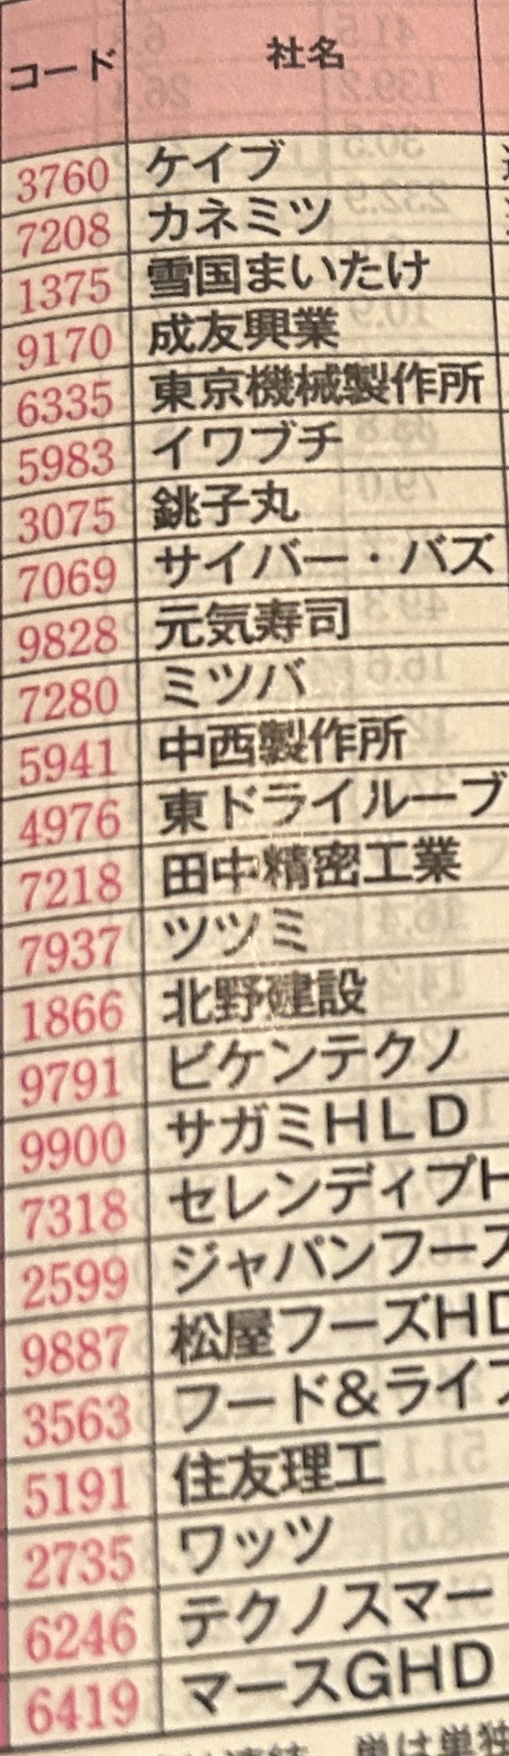 コード 社名
3760 ケイブ
7208 カネミツ
1375 雪国まいたけ
9170 成友興業
6335 東京機械製作所
5983 イワブチ
3075 銚子丸
7069 サイバー・バズ
9828 元気寿司
7280 ミツバ
5941 中西製作所
4976 東ドライルーブ
7218 田中精密工業
7937 ツツミ
1866 北野建設
9791 ビケンテクノ
9900 サガミHLD
7318 セレンディプH
2599 ジャパンフーズ
9887 松屋フーズHD
3563 フード&ライフ
5191 住友理工
2735 ワッツ
6246 テクノスマー
6419 マースGHD
単は単独